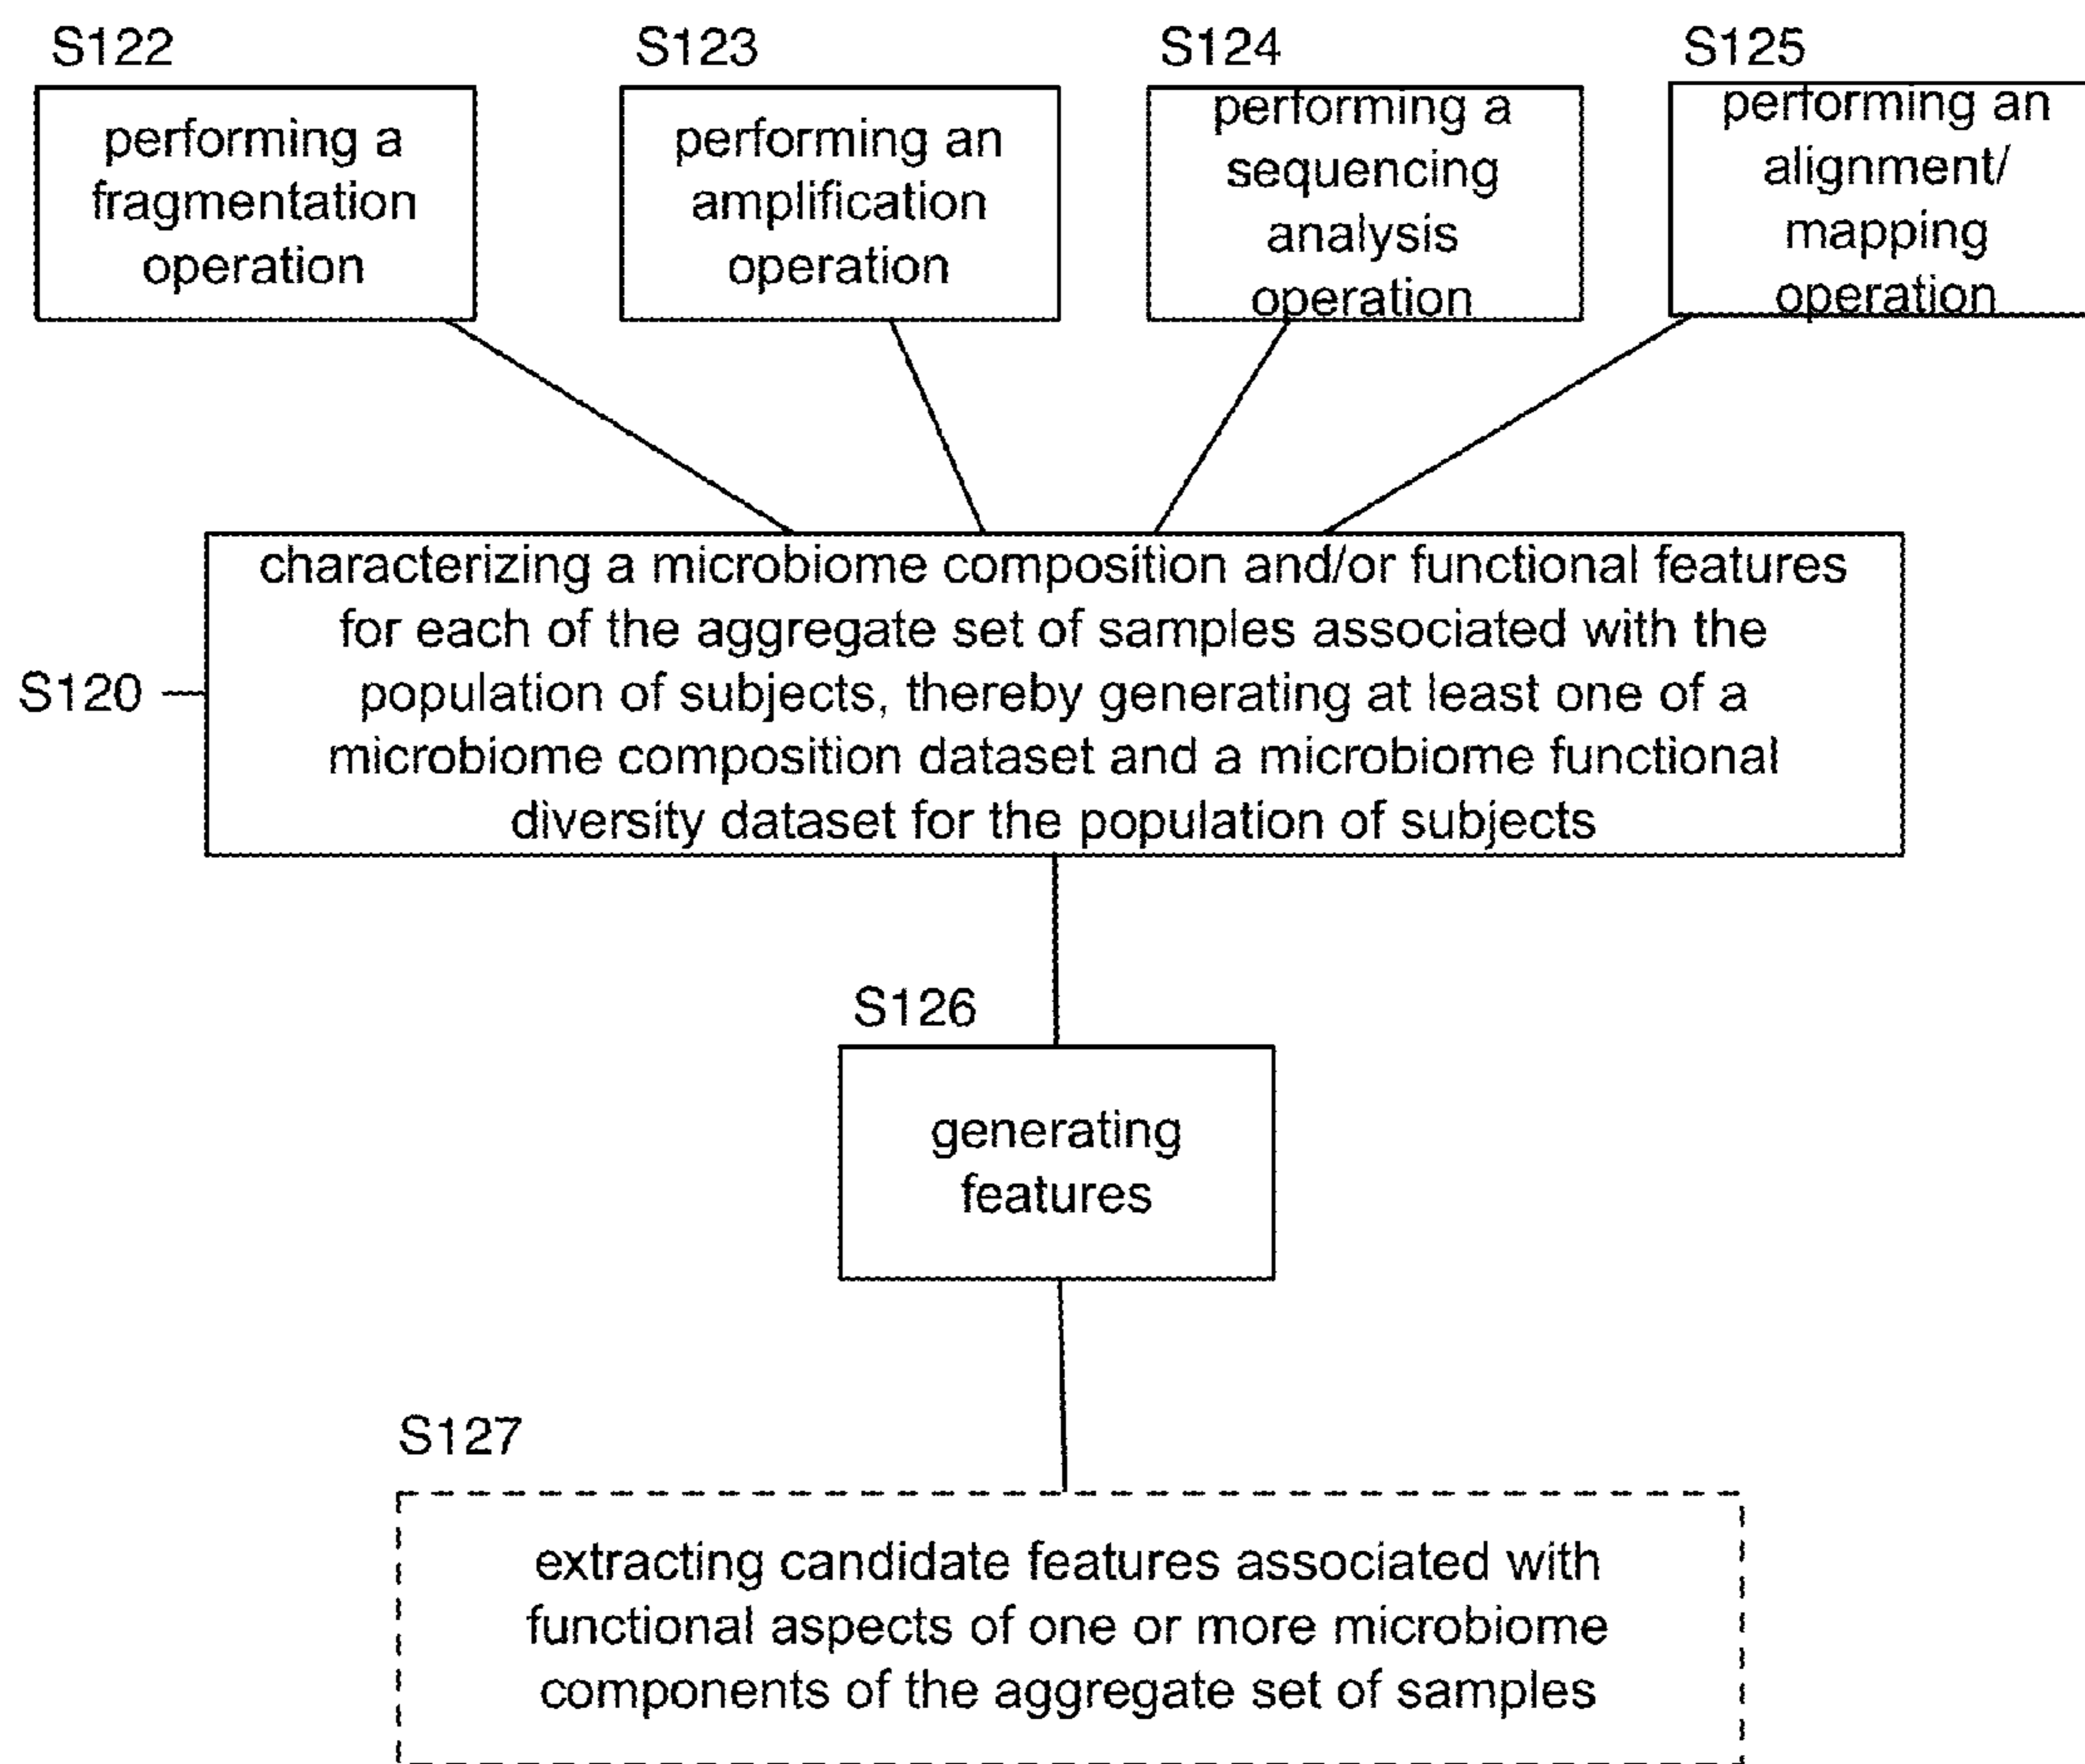 S122
performing a
fragmentation
operation
S123
performing an
amplification
operation
S124
performing a
sequencing
analysis
operation
S125
performing an
alignment/
mapping
operation
S120
characterizing a microbiome composition and/or functional features
for each of the aggregate set of samples associated with the
population of subjects, thereby generating at least one of a
microbiome composition dataset and a microbiome functional
diversity dataset for the population of subjects
S126
generating
features
S127
extracting candidate features associated with
functional aspects of one or more microbiome
components of the aggregate set of samples